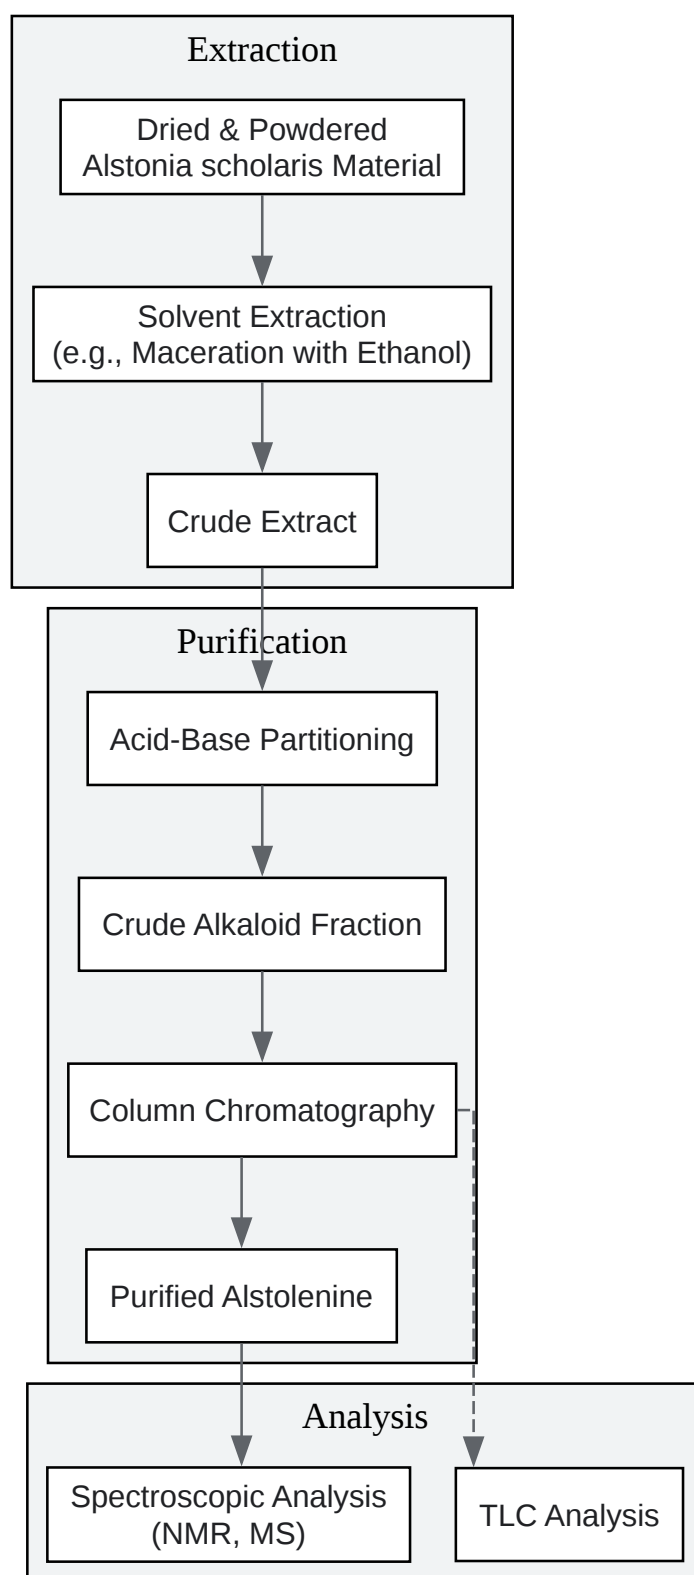 Extraction
Dried & Powdered
Alstonia scholaris Material
Solvent Extraction
(e.g., Maceration with Ethanol)
Crude Extract
Purification
Acid-Base Partitioning
Crude Alkaloid Fraction
Column Chromatography
Purified Alstolenine
Analysis
Spectroscopic Analysis
(NMR, MS)
TLC Analysis